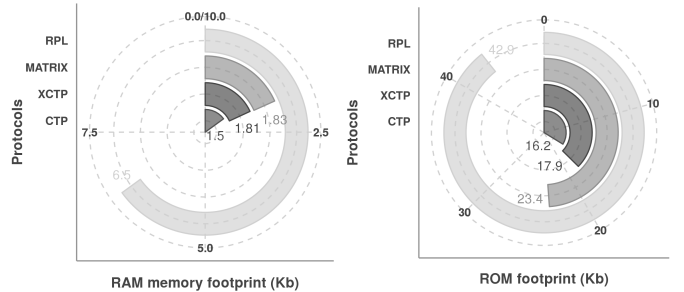 0.0/10.0
RPL
MATRIX
XCTP
CTP
7.5
2.5
1.83
1.81
1.5
6.5
5.0
Protocols
RAM memory footprint (Kb)
0
RPL
MATRIX
XCTP
CTP
42.9
40
10
16.2
17.9
23.4
30
20
Protocols
ROM footprint (Kb)